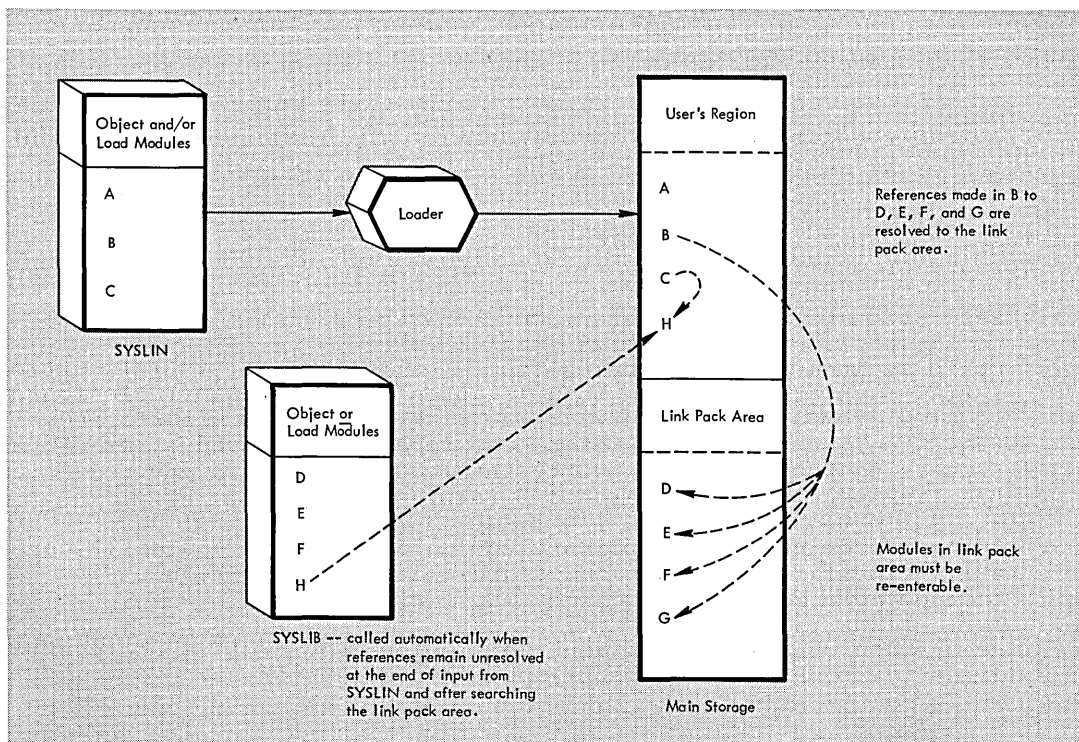 Object and/or
Load Modules
A
B
C
SYSLIN
Loader
Object or
Load Modules
D
E
F
H
SYSLIB -- called automatically when
references remain unresolved
at the end of input from
SYSLIN and after searching
the link pack area.
User's Region
A
B
C
H
Link Pack Area
D
E
F
G
Main Storage
References made in B to
D, E, F, and G are
resolved to the link
pack area.
Modules in link pack
area must be
re-enterable.